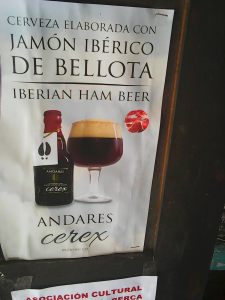 CERVEZA ELABORADA CON
JAMÓN IBÉRICO
DE BELLOTA
IBERIAN HAM BEER
ANDARES
cerex
ASOCIACIÓN CULTURAL